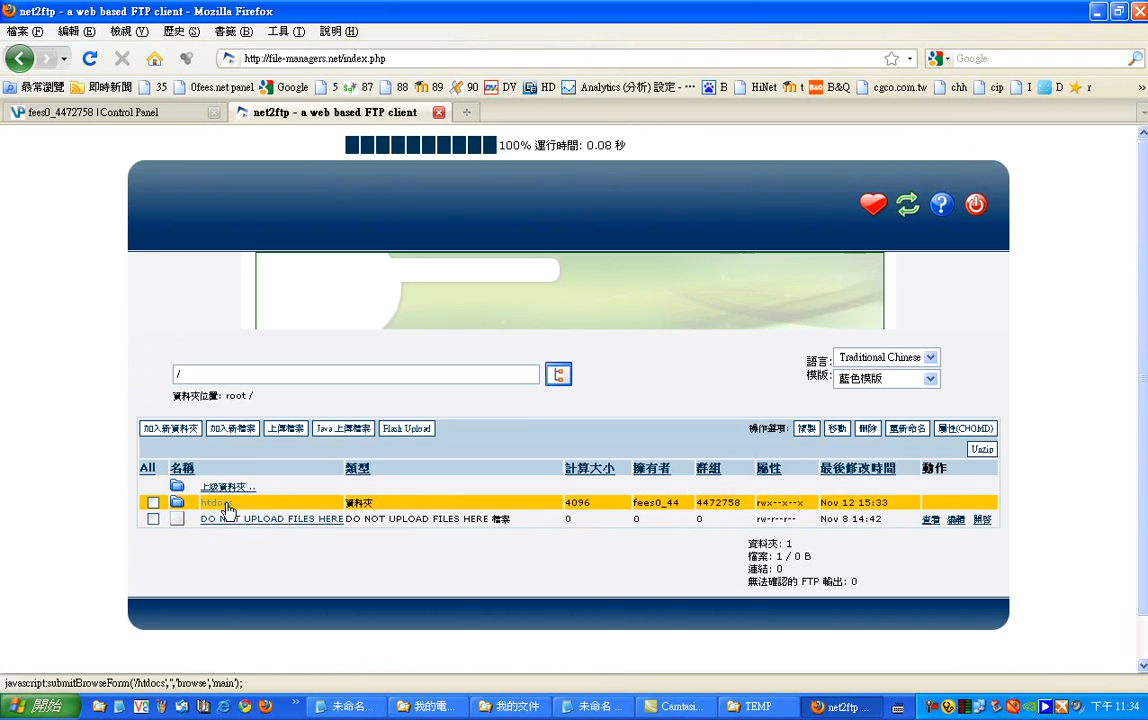 net2ftp - a web based FTP client - Mozilla Firefox
檔案(F) 編輯(E) 檢視(V) 歷史(S) 書籤(B) 工具(T) 說明(H)
http://file-managers.net/index.php Google
最常瀏覽 即時新聞 35 0fees.net panel Google 5 87 88 89 90 DV HD Analytics (分析) 設定 - ... B HiNet t B&Q cgco.com.tw chh cip I D r »
fees0_4472758 | Control Panel net2ftp - a web based FTP client
100% 運行時間: 0.08 秒
語言: Traditional Chinese
/
模版: 藍色模版
資料夾位置: root /
加入新資料夾 加入新檔案 上傳檔案 Java 上傳檔案 Flash Upload 操作選項: 複製 移動 刪除 重新命名 屬性(CHOMD)
Unzip
All 名稱 類型 計算大小 擁有者 群組 屬性 最後修改時間 動作
上級資料夾 ..
htdocs 資料夾 4096 fees0_44 4472758 rwx--x--x Nov 12 15:33
DO NOT UPLOAD FILES HERE DO NOT UPLOAD FILES HERE 檔案 0 0 0 rw-r--r-- Nov 8 14:42 查看 編輯 開啓
資料夾: 1
檔案: 1 / 0 B
連結: 0
無法確認的 FTP 輸出: 0
javascript:submitBrowseForm('/htdocs','','browse','main');
開始 » 未命名... 我的電... 我的文件 未命名... Camtasi... TEMP net2ftp ... 下午 11:34